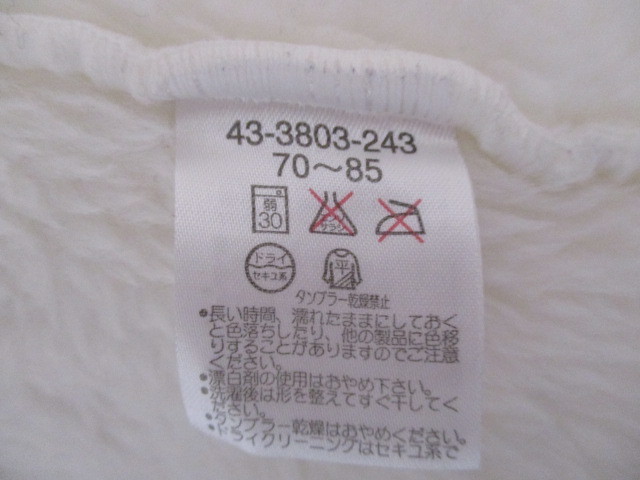 43-3803-243
70～85
弱
30
エンソ
サラシ
ドライ
セキユ系
平
タンブラー乾燥禁止
●長い時間、濡れたままにしておく
と色落ちしたり、他の製品に色移
りすることがありますのでご注意
ください。
●漂白剤の使用はおやめ下さい。
●洗濯後は形を整えてすぐ干してく
ださい。
●タンブラー乾燥はおやめください。
●ドライクリーニングはセキユ系で